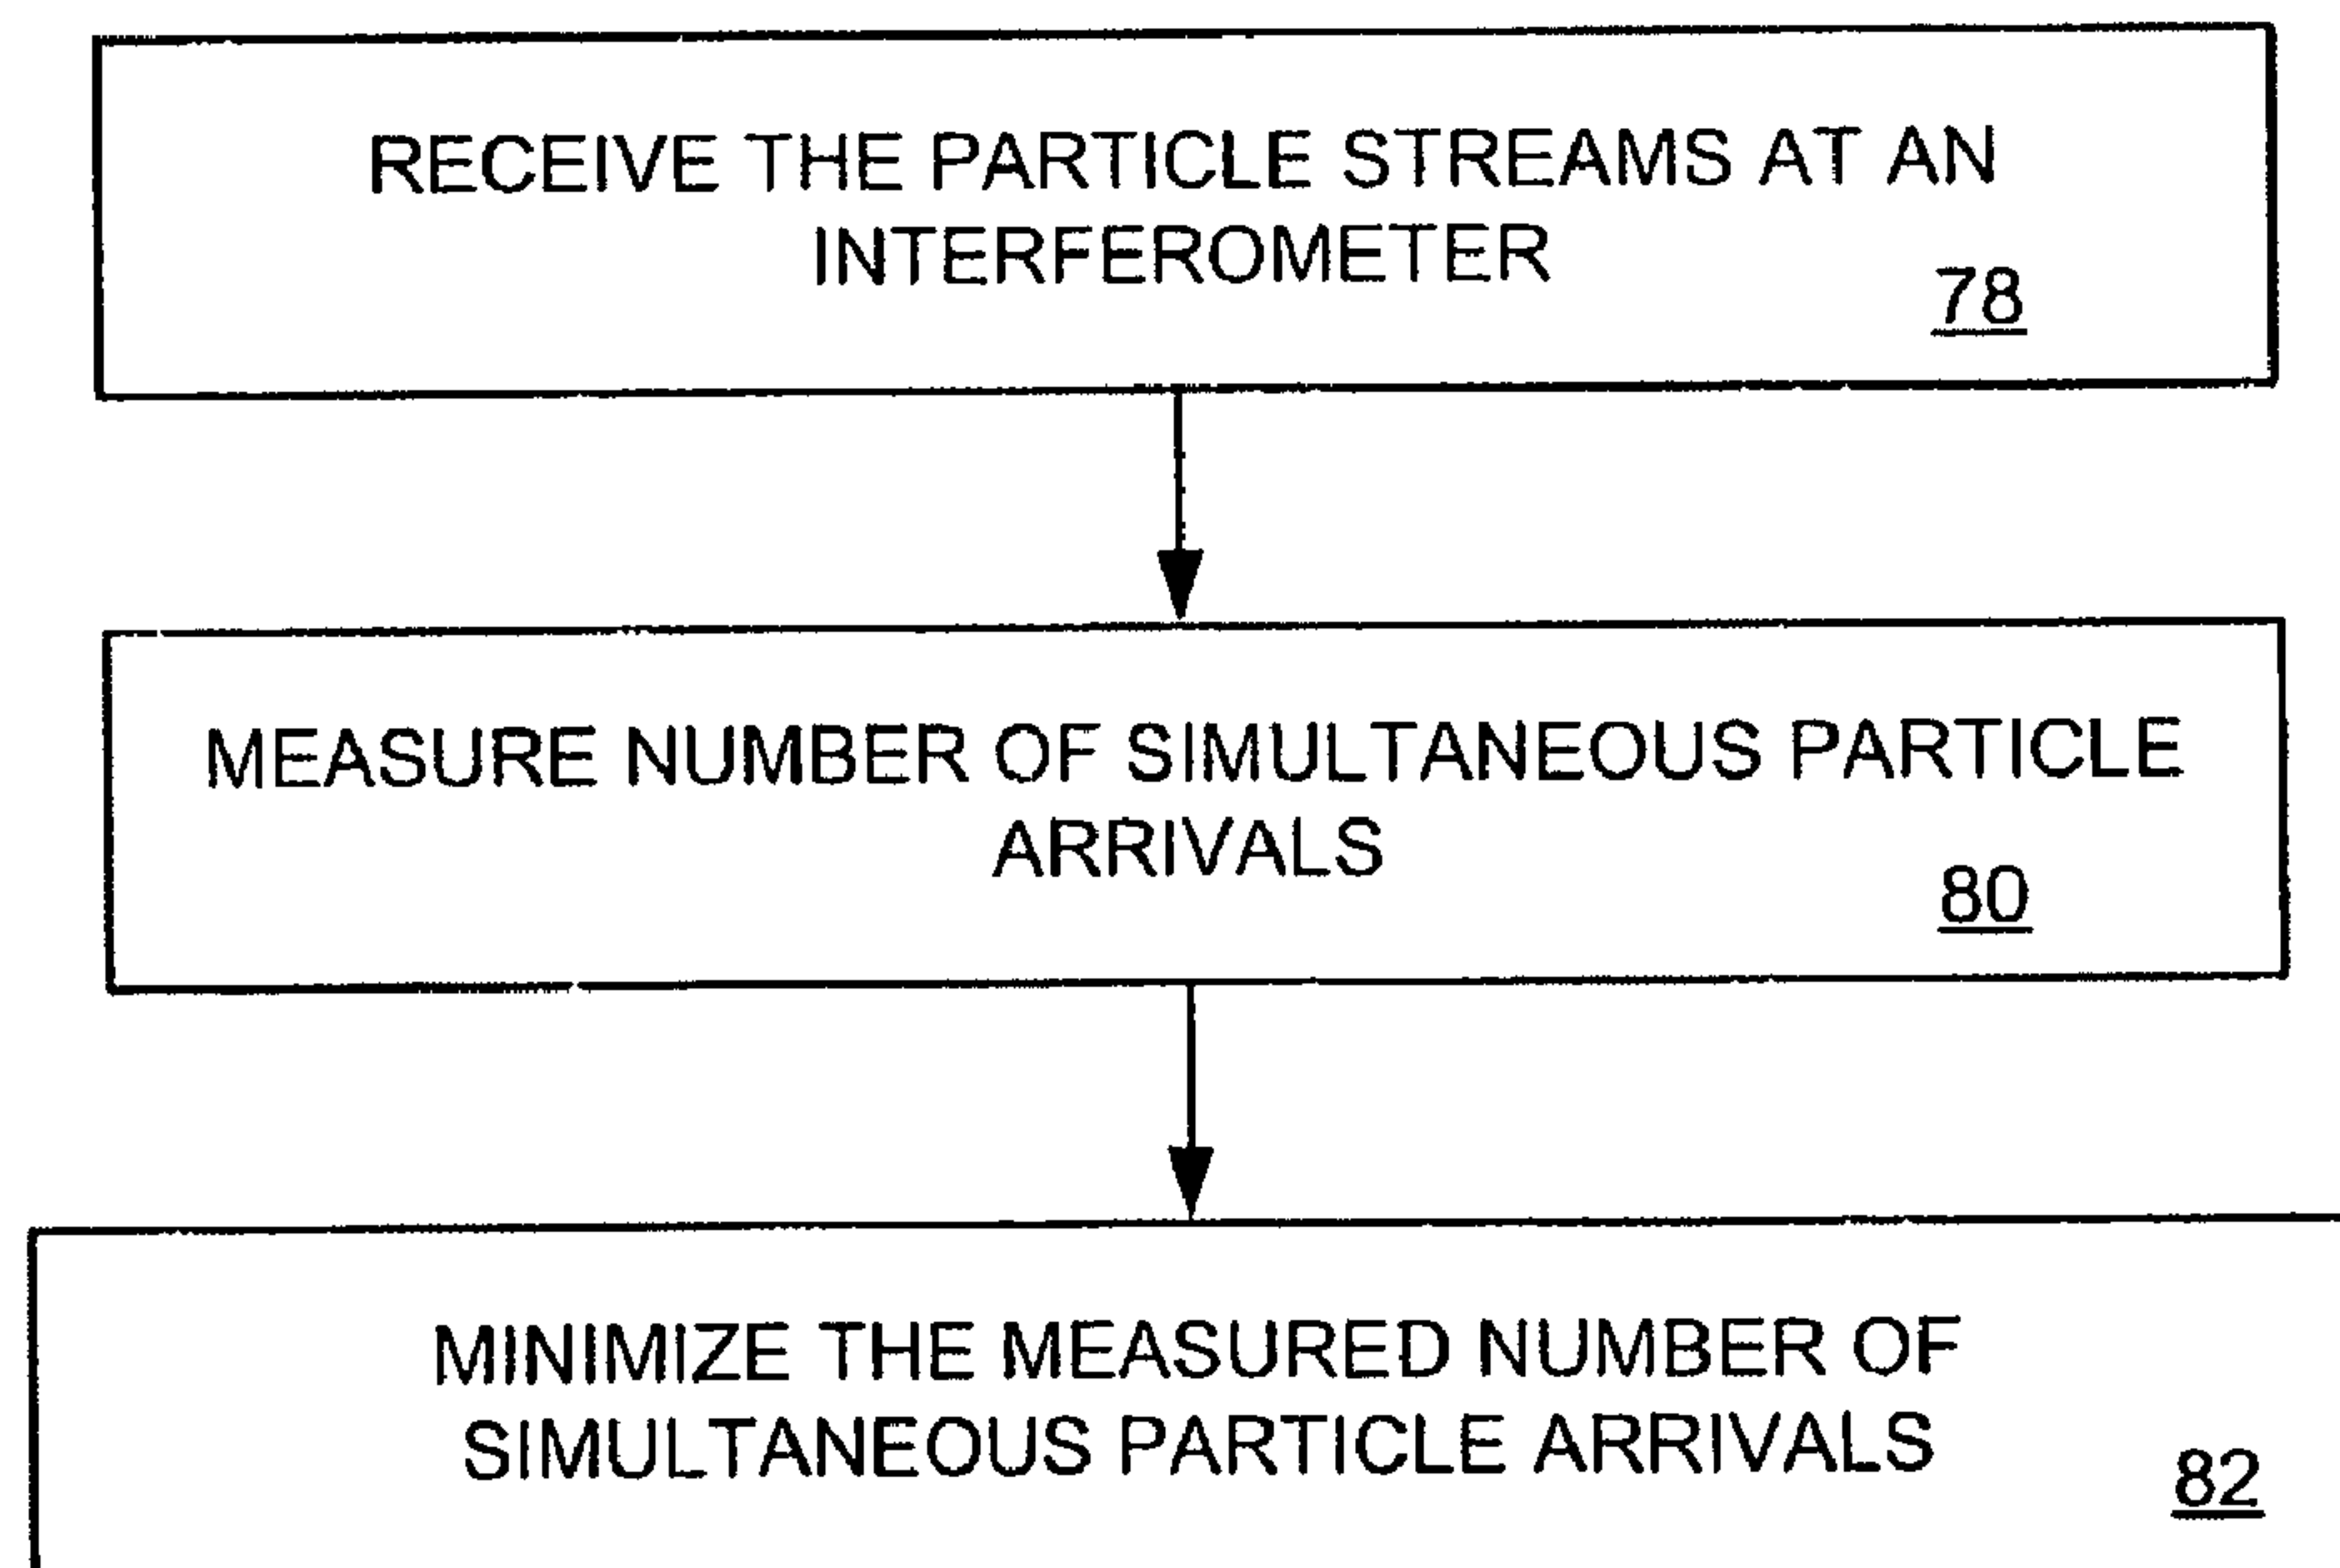 RECEIVE THE PARTICLE STREAMS AT AN
INTERFEROMETER
78
MEASURE NUMBER OF SIMULTANEOUS PARTICLE
ARRIVALS
80
MINIMIZE THE MEASURED NUMBER OF
SIMULTANEOUS PARTICLE ARRIVALS
82